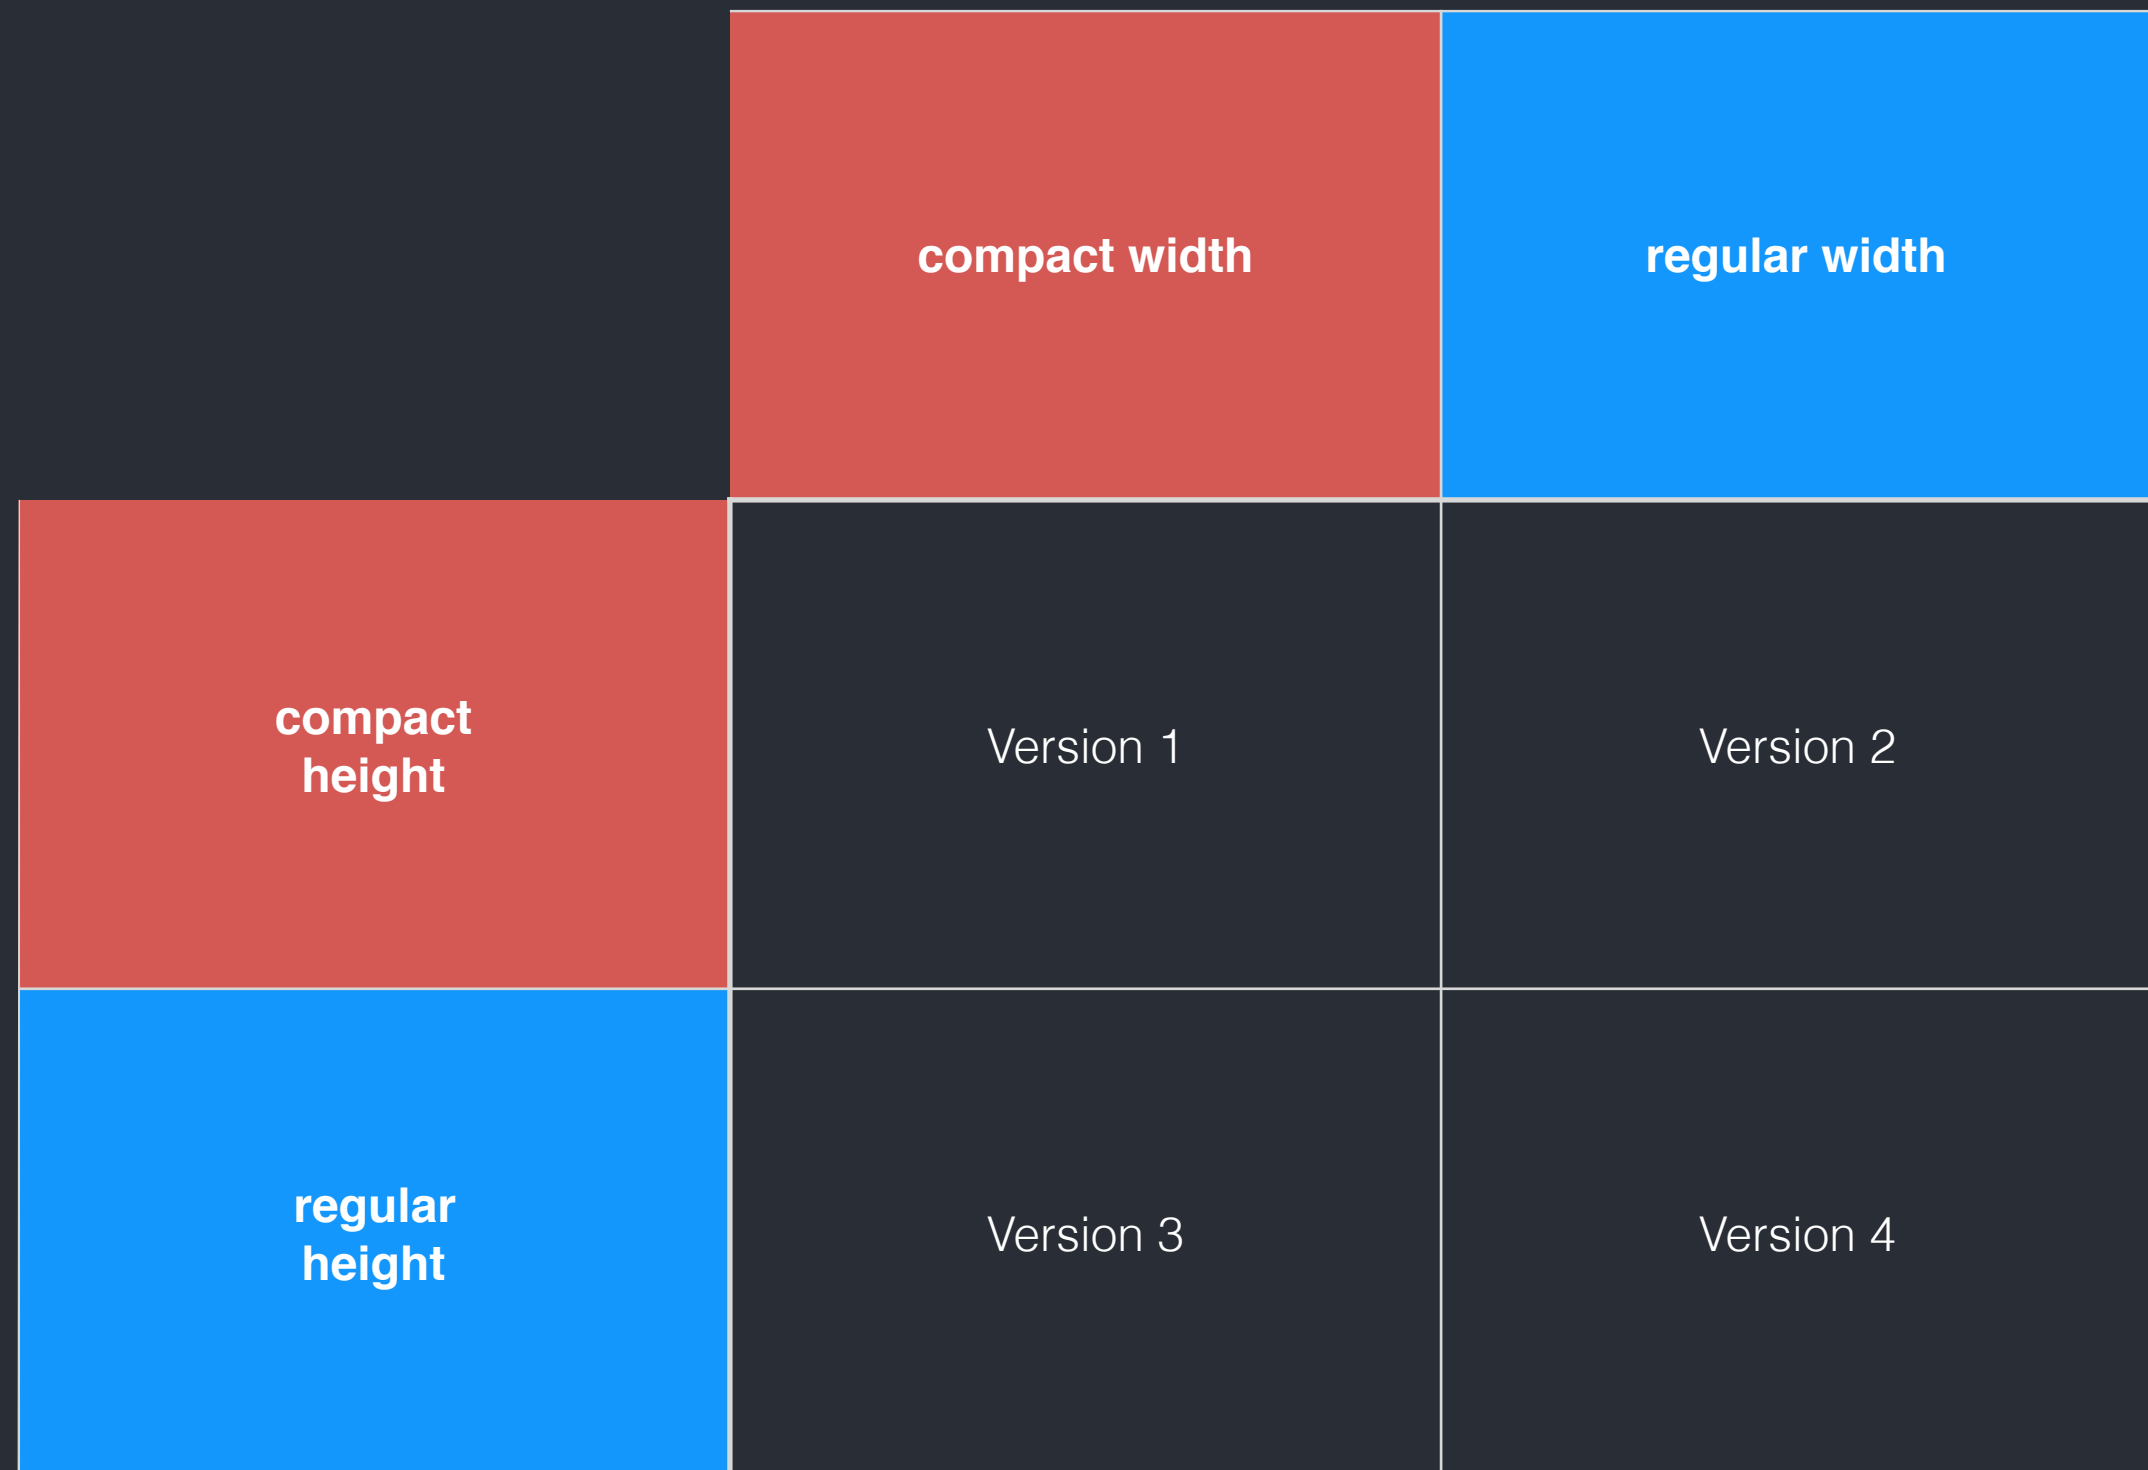 compact width
regular width
compact
height
Version 1
Version 2
regular
height
Version 3
Version 4